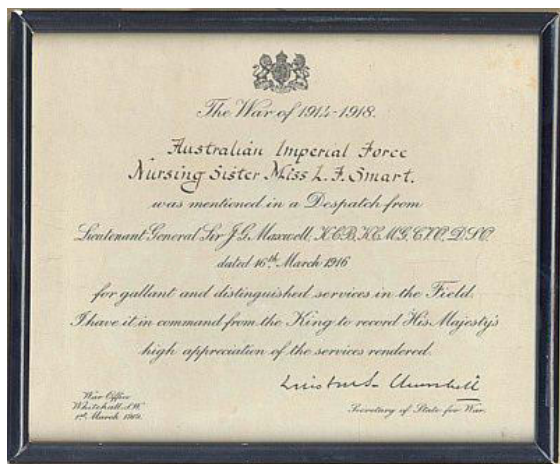 The War of 1914-1918.
Australian Imperial Force
Nursing Sister Miss L. F. Smart.
was mentioned in a Despatch from
Lieutenant General Sir J. G. Maxwell, K.C.B. K.C.M.G. C.V.O. D.S.O.
dated 16th March 1916
for gallant and distinguished services in the Field.
I have it in command from the King to record His Majesty's
high appreciation of the services rendered.
Winston S. Churchill
Secretary of State for War.
War Office
Whitehall, S.W.
1st March 1919.